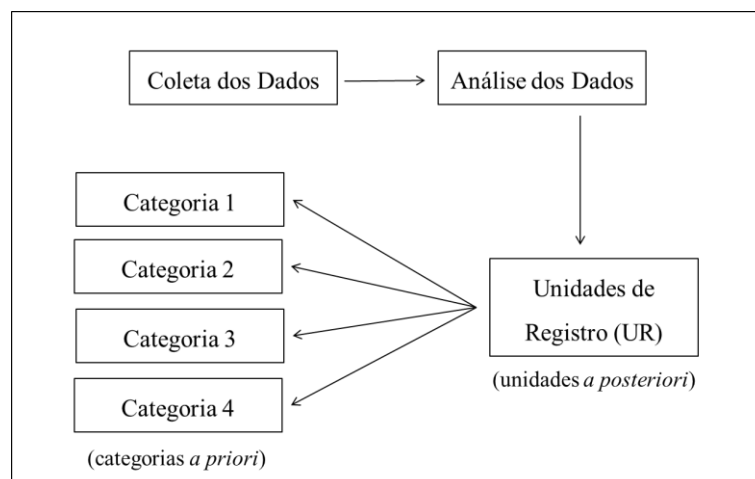 Coleta dos Dados
Análise dos Dados
Categoria 1
Categoria 2
Categoria 3
Categoria 4
(categorias a priori)
Unidades de
Registro (UR)
(unidades a posteriori)